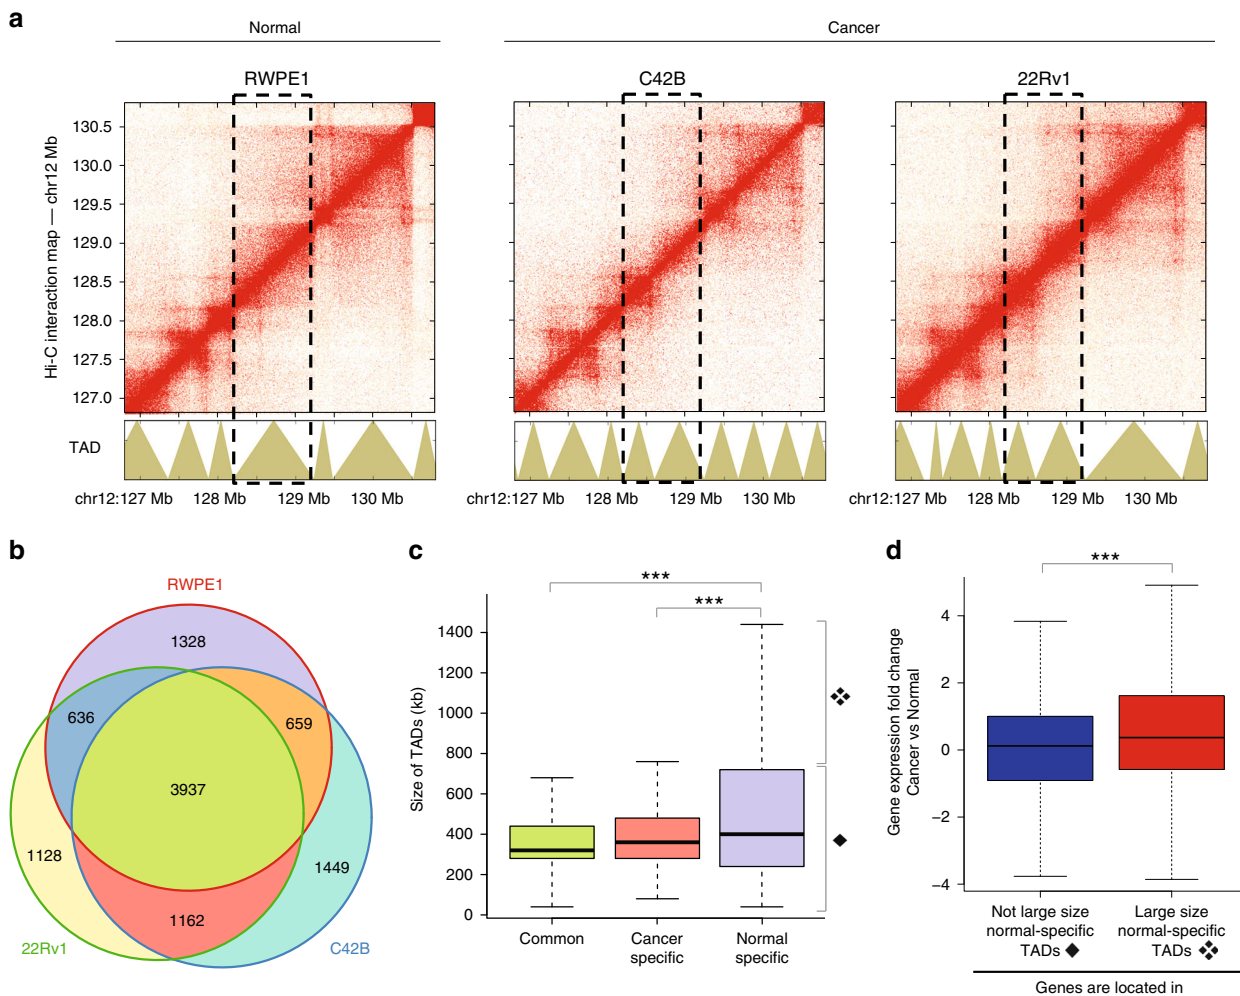 a
Normal
Cancer
RWPE1
C42B
22Rv1
Hi-C interaction map — chr12 Mb
130.5
130.0
129.5
129.0
128.5
128.0
127.5
127.0
TAD
chr12:127 Mb 128 Mb 129 Mb 130 Mb
chr12:127 Mb 128 Mb 129 Mb 130 Mb
chr12:127 Mb 128 Mb 129 Mb 130 Mb
b
RWPE1
1328
636
659
3937
1128
1449
1162
22Rv1
C42B
c
***
***
Size of TADs (kb)
1400
1200
1000
800
600
400
200
0
Common
Cancer
specific
Normal
specific
d
***
Gene expression fold change
Cancer vs Normal
4
2
0
−2
−4
Not large size
normal-specific
TADs ◆
Large size
normal-specific
TADs ❖
Genes are located in